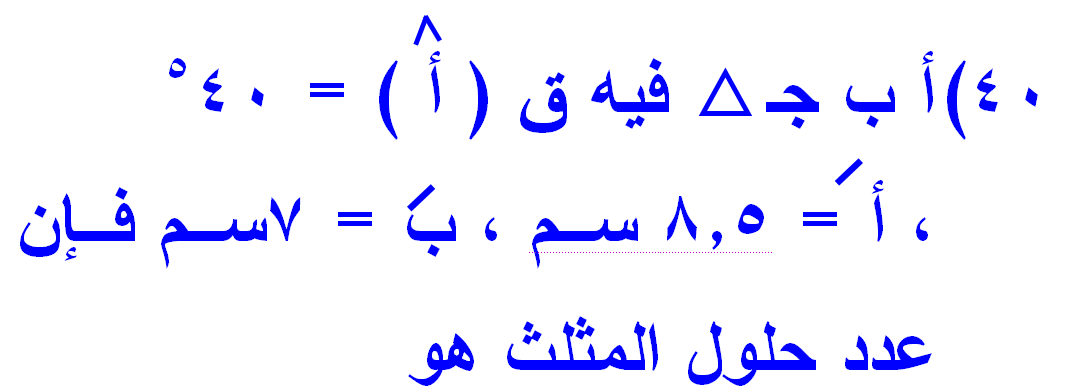 ٤٠) أ ب جـ △ فيه ق ( أ^ ) = ٤٠ °
، أَ = ٨,٥ سـم ، بَ = ٧سـم فـإن
عدد حلول المثلث هو